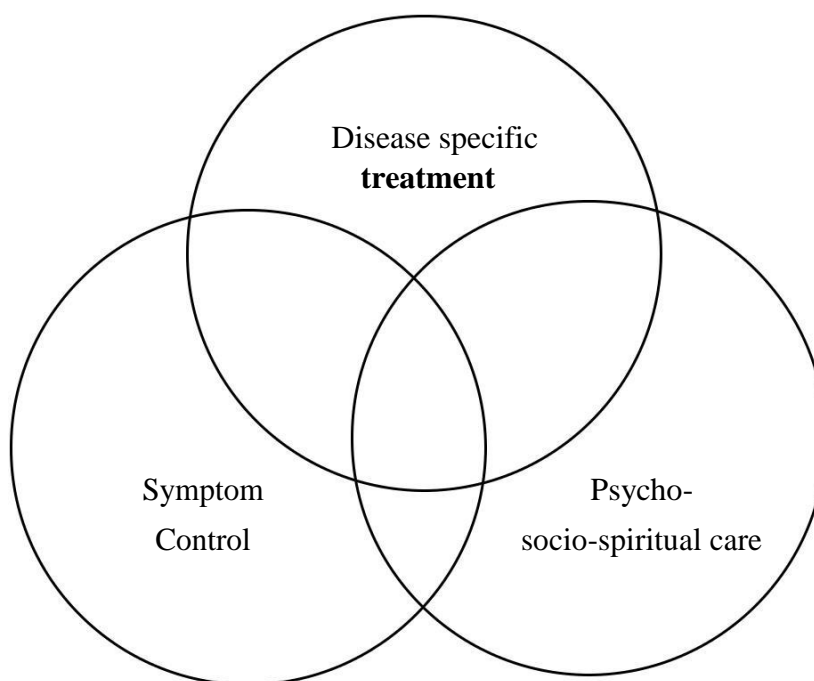 Disease specific
treatment
Symptom
Control
Psycho-
socio-spiritual care